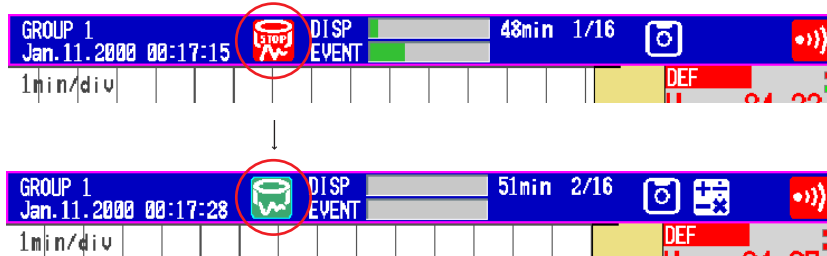 GROUP 1
Jan.11.2000 00:17:15
STOP
DISP
EVENT
48min 1/16
1min/div
DEF
GROUP 1
Jan.11.2000 00:17:28
DISP
EVENT
51min 2/16
1min/div
DEF